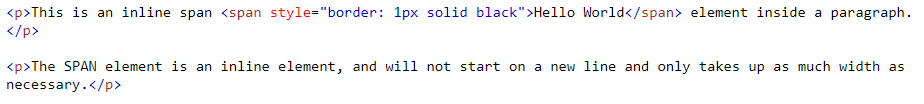 <p>This is an inline span <span style="border: 1px solid black">Hello World</span> element inside a paragraph.
</p>
<p>The SPAN element is an inline element, and will not start on a new line and only takes up as much width as
necessary.</p>